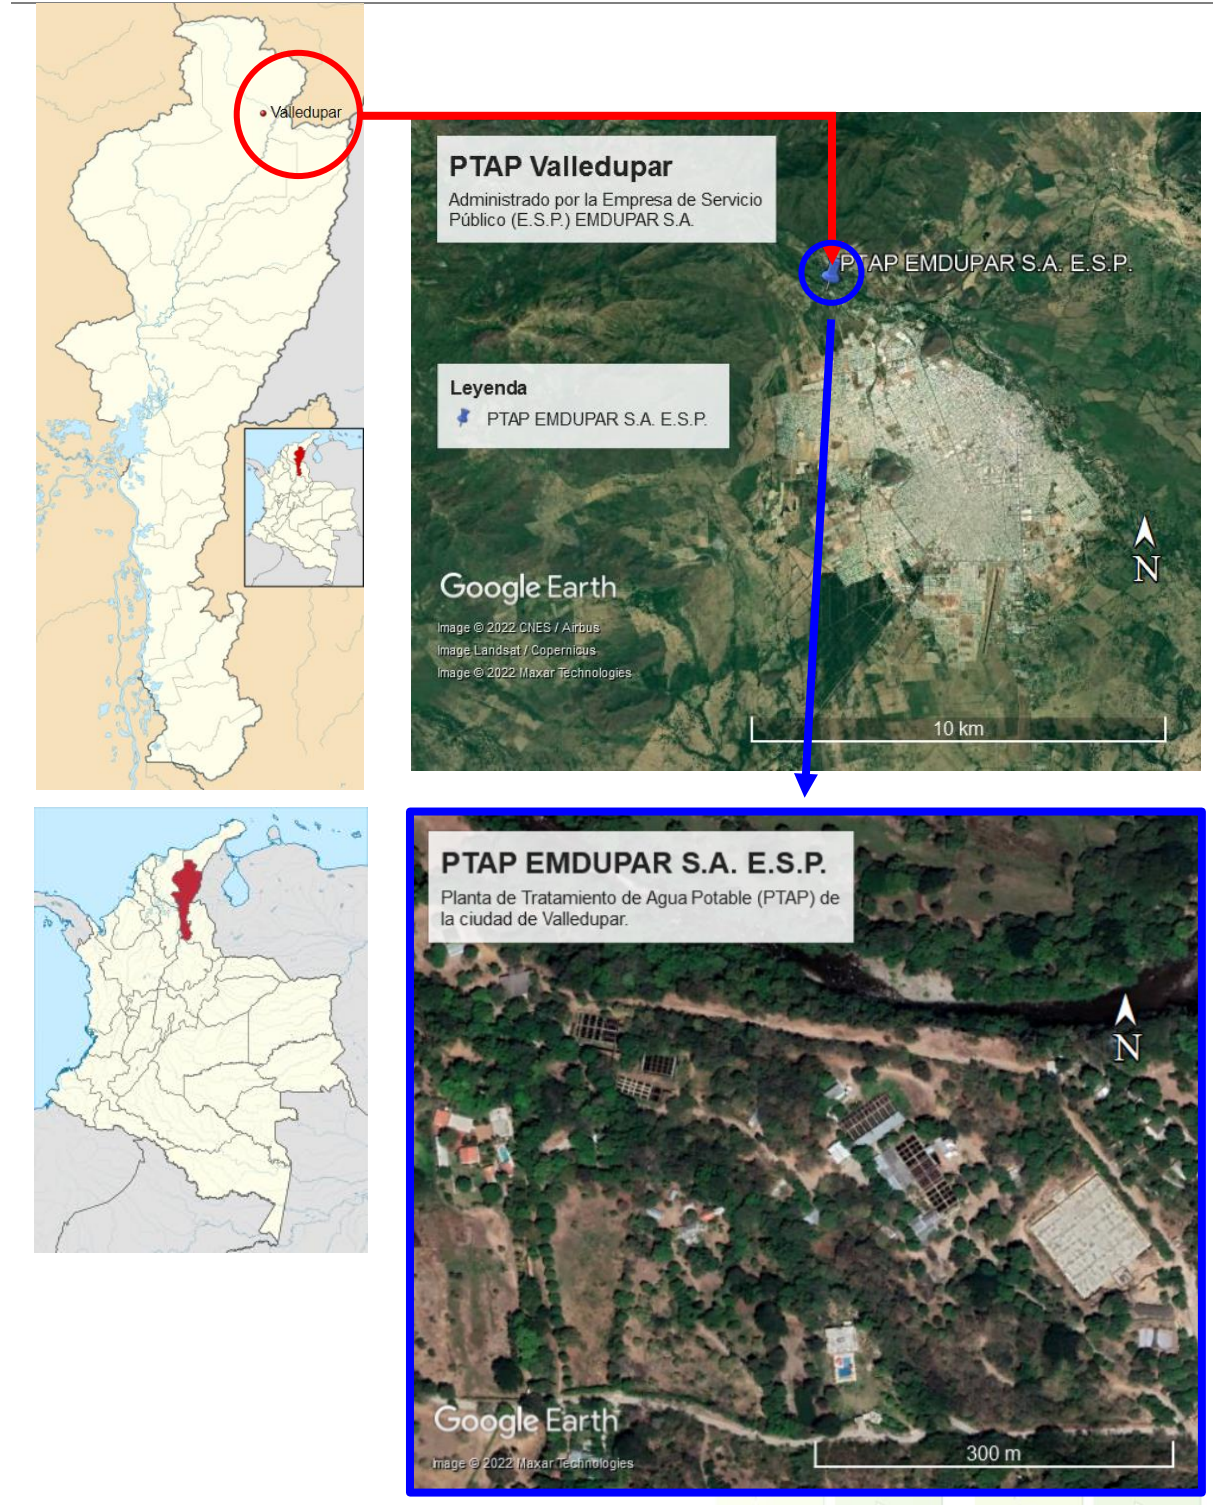 Valledupar
PTAP Valledupar
Administrado por la Empresa de Servicio
Público (E.S.P.) EMDUPAR S.A.
PTAP EMDUPAR S.A. E.S.P.
Leyenda
PTAP EMDUPAR S.A. E.S.P.
N
Google Earth
Image © 2022 CNES / Airbus
Image Landsat / Copernicus
Image © 2022 Maxar Technologies
10 km
PTAP EMDUPAR S.A. E.S.P.
Planta de Tratamiento de Agua Potable (PTAP) de
la ciudad de Valledupar.
N
Google Earth
Image © 2022 Maxar Technologies
300 m